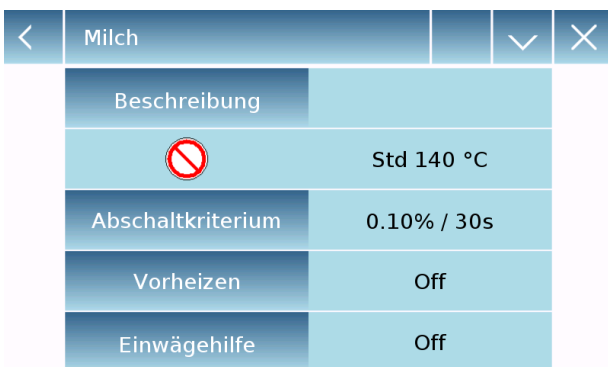 Milch
Beschreibung
Std 140 °C
Abschaltkriterium 0.10% / 30s
Vorheizen Off
Einwägehilfe Off